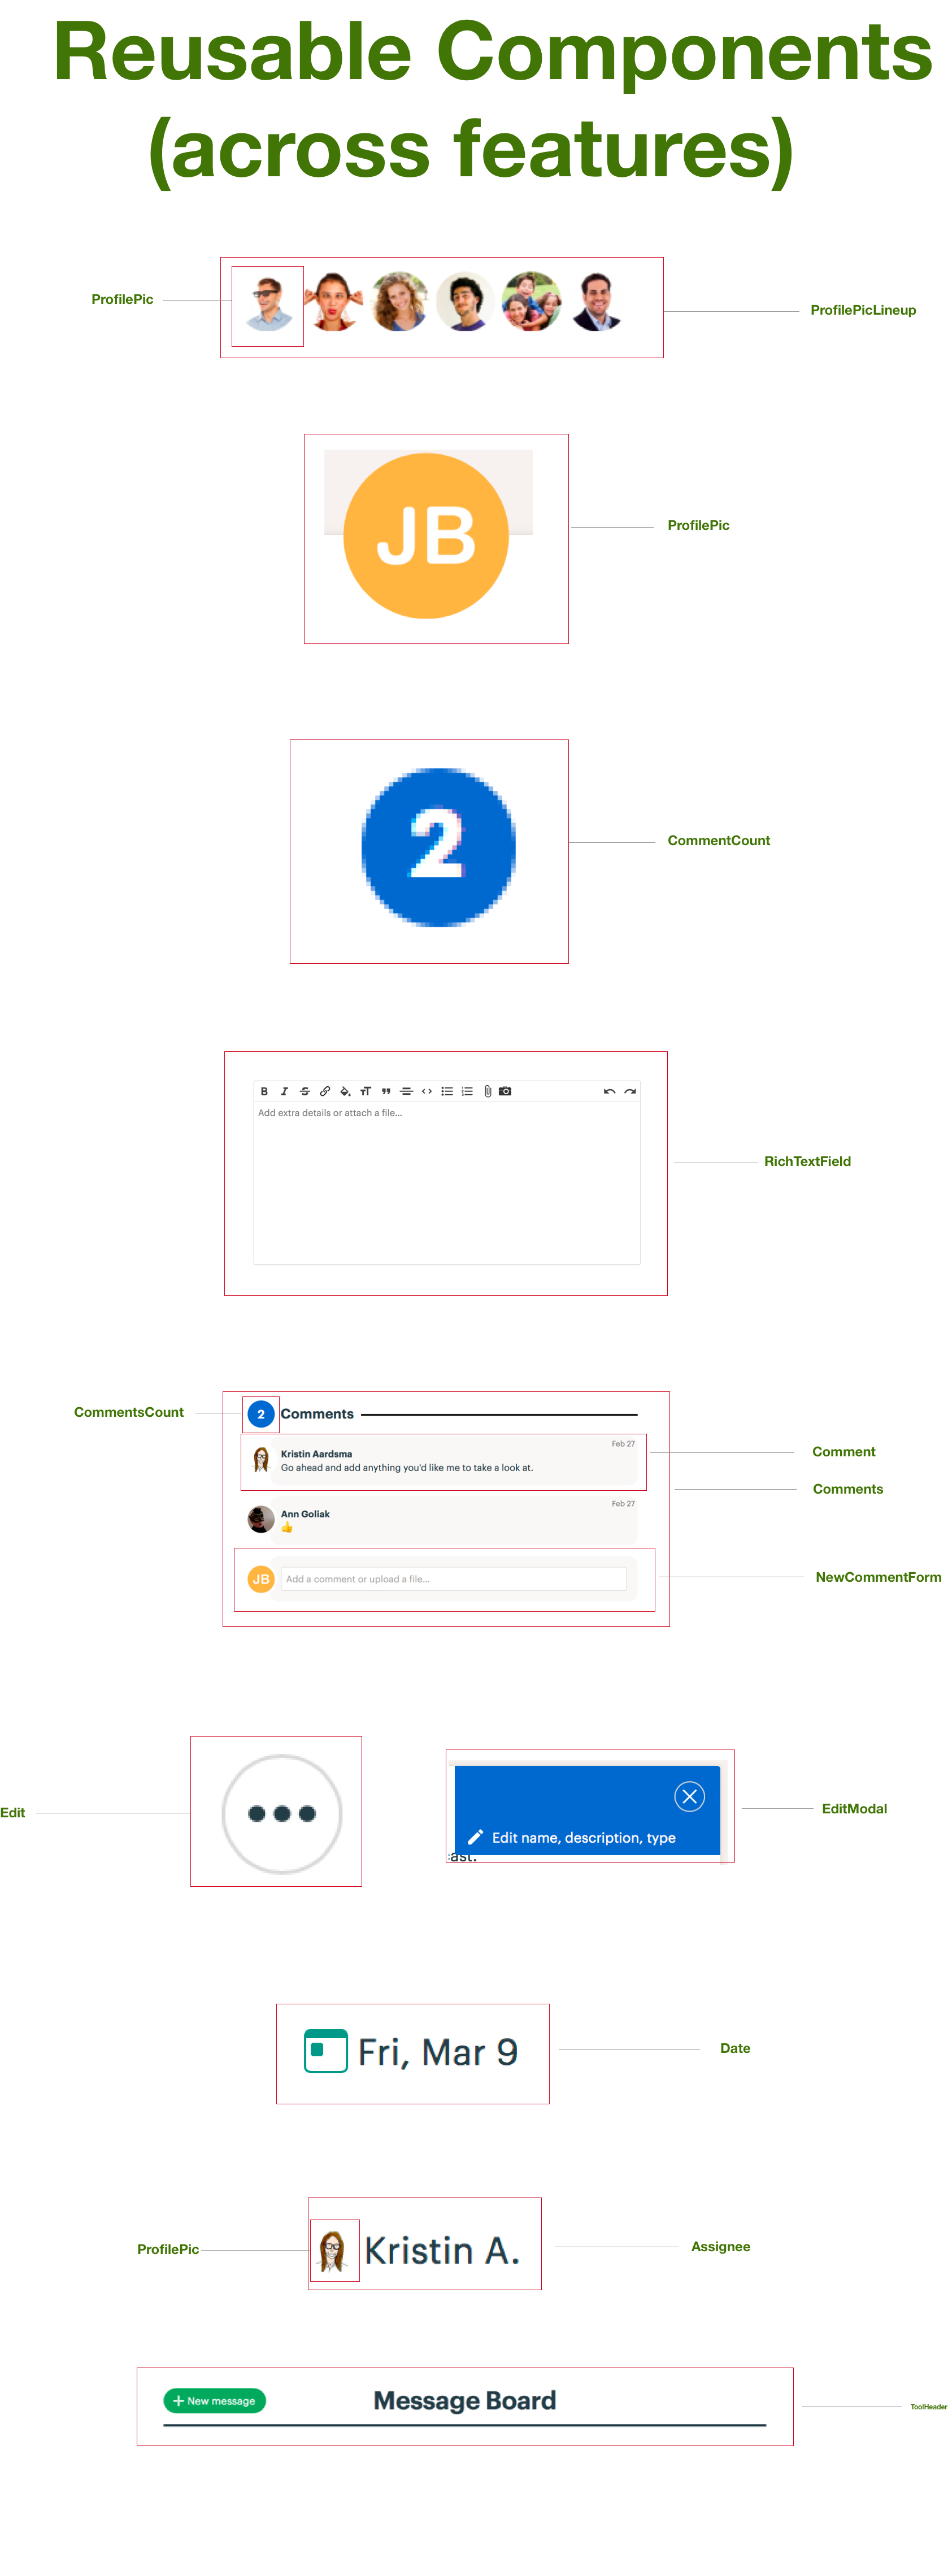 Reusable Components
(across features)
ProfilePic
ProfilePicLineup
JB
ProfilePic
2
CommentCount
B I S
Add extra details or attach a file...
RichTextField
CommentsCount
2 Comments
Feb 27
Kristin Aardsma
Go ahead and add anything you'd like me to take a look at.
Comment
Comments
Feb 27
Ann Goliak
👍
JB Add a comment or upload a file...
NewCommentForm
Edit
EditModal
Edit name, description, type
ast.
Fri, Mar 9
Date
ProfilePic
Kristin A.
Assignee
+ New message
Message Board
ToolHeader